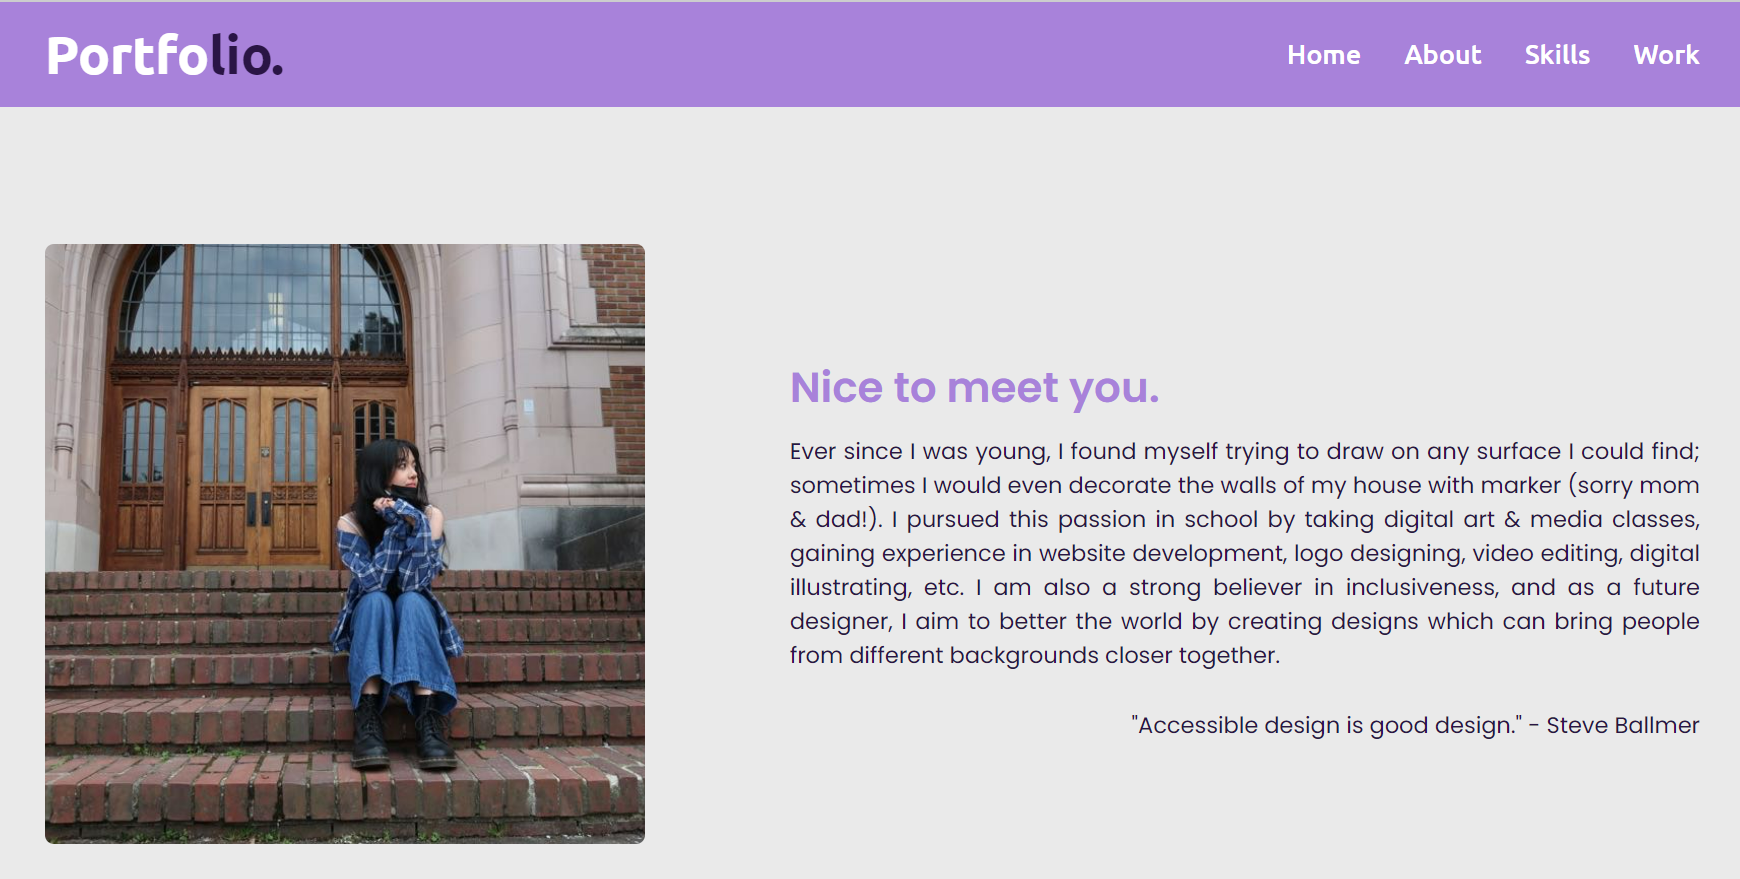 Portfolio.
Home About Skills Work
Nice to meet you.
Ever since I was young, I found myself trying to draw on any surface I could find;
sometimes I would even decorate the walls of my house with marker (sorry mom
& dad!). I pursued this passion in school by taking digital art & media classes,
gaining experience in website development, logo designing, video editing, digital
illustrating, etc. I am also a strong believer in inclusiveness, and as a future
designer, I aim to better the world by creating designs which can bring people
from different backgrounds closer together.
"Accessible design is good design." - Steve Ballmer